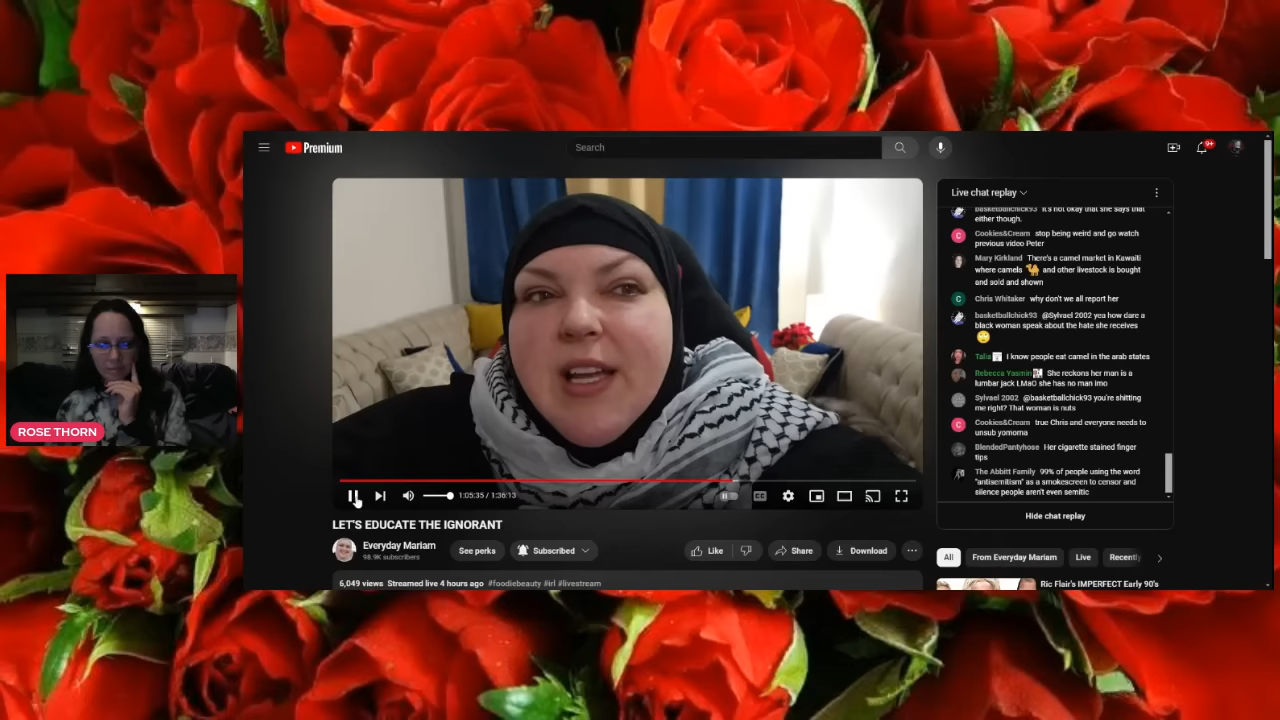 Premium
Search
9+
Live chat replay
basketballchick93 it's not okay that she says that
either though.
C Cookies&Cream stop being weird and go watch
previous video Peter
Mary Kirkland There's a camel market in Kawaiti
where camels 🐪 and other livestock is bought
and sold and shown
C Chris Whitaker why don't we all report her
basketballchick93 @Sylvael 2002 yea how dare a
black woman speak about the hate she receives
🙄
Talia I know people eat camel in the arab states
Rebecca Yasmin She reckons her man is a
lumbar jack LMaO she has no man imo
Sylvael 2002 @basketballchick93 you're shitting
me right? That woman is nuts
C Cookies&Cream true Chris and everyone needs to
unsub yomoma
BlendedPantyhose Her cigarette stained finger
tips
The Abbitt Family 99% of people using the word
"antisemitism" as a smokescreen to censor and
silence people aren't even semitic
Hide chat replay
ROSE THORN
1:05:35 / 1:36:13
CC
LET'S EDUCATE THE IGNORANT
Everyday Mariam
98.9K subscribers
See perks
Subscribed
Like
Share
Download
6,049 views Streamed live 4 hours ago #foodiebeauty #irl #livestream
All
From Everyday Mariam
Live
Recently
Ric Flair's IMPERFECT Early 90's